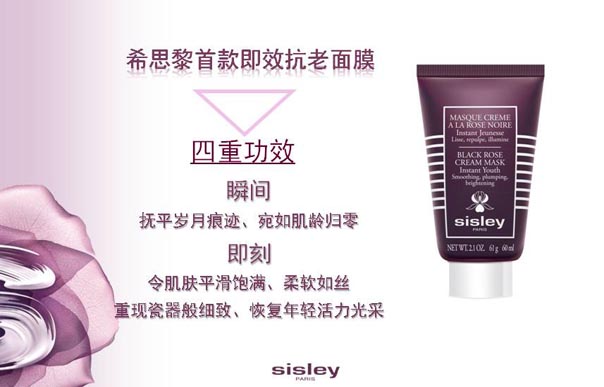 希思黎首款即效抗老面膜
四重功效
瞬间
抚平岁月痕迹、宛如肌龄归零
即刻
令肌肤平滑饱满、柔软如丝
重现瓷器般细致、恢复年轻活力光采
MASQUE CREME
A LA ROSE NOIRE
Instant Jeunesse
Lisse, repulpe, illumine
BLACK ROSE
CREAM MASK
Instant Youth
Smoothing, plumping,
brightening
sisley
PARIS
NET WT. 2.1 OZ. 61 g 60 ml
sisley
PARIS